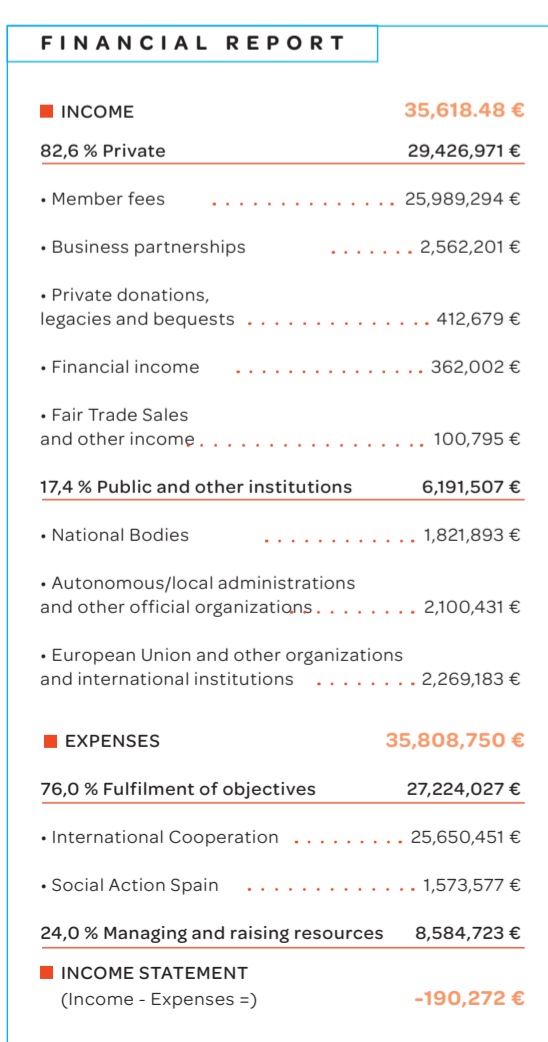 FINANCIAL REPORT
INCOME 35,618.48 €
82,6 % Private 29,426,971 €
• Member fees . . . . . . . . . . . . . . 25,989,294 €
• Business partnerships . . . . . . . 2,562,201 €
• Private donations,
legacies and bequests . . . . . . . . . . . . . . 412,679 €
• Financial income . . . . . . . . . . . . . . . 362,002 €
• Fair Trade Sales
and other income . . . . . . . . . . . . . . . . . . 100,795 €
17,4 % Public and other institutions 6,191,507 €
• National Bodies . . . . . . . . . . . . 1,821,893 €
• Autonomous/local administrations
and other official organizations . . . . . . . . . . 2,100,431 €
• European Union and other organizations
and international institutions . . . . . . . . 2,269,183 €
EXPENSES 35,808,750 €
76,0 % Fulfilment of objectives 27,224,027 €
• International Cooperation . . . . . . . . . 25,650,451 €
• Social Action Spain . . . . . . . . . . . . . 1,573,577 €
24,0 % Managing and raising resources 8,584,723 €
INCOME STATEMENT
(Income - Expenses =) -190,272 €